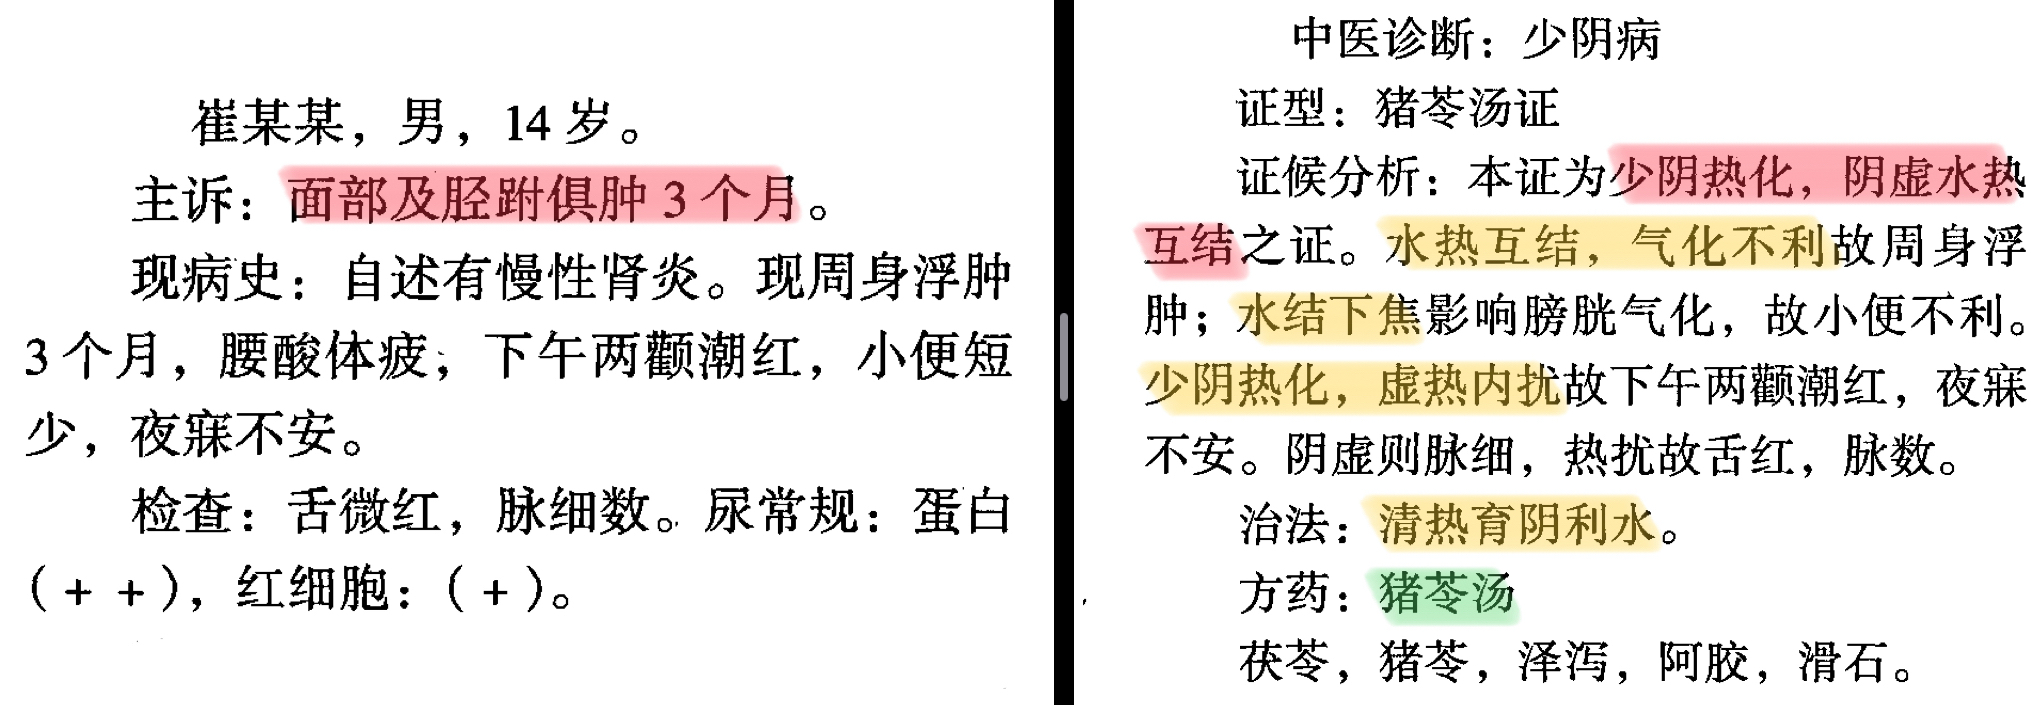 崔某某，男，14岁。
主诉：面部及胫跗俱肿3个月。
现病史：自述有慢性肾炎。现周身浮肿
3个月，腰酸体疲；下午两颧潮红，小便短
少，夜寐不安。
检查：舌微红，脉细数。尿常规：蛋白
（＋＋），红细胞：（＋）。
中医诊断：少阴病
证型：猪苓汤证
证候分析：本证为少阴热化，阴虚水热
互结之证。水热互结，气化不利故周身浮
肿；水结下焦影响膀胱气化，故小便不利。
少阴热化，虚热内扰故下午两颧潮红，夜寐
不安。阴虚则脉细，热扰故舌红，脉数。
治法：清热育阴利水。
方药：猪苓汤
茯苓，猪苓，泽泻，阿胶，滑石。